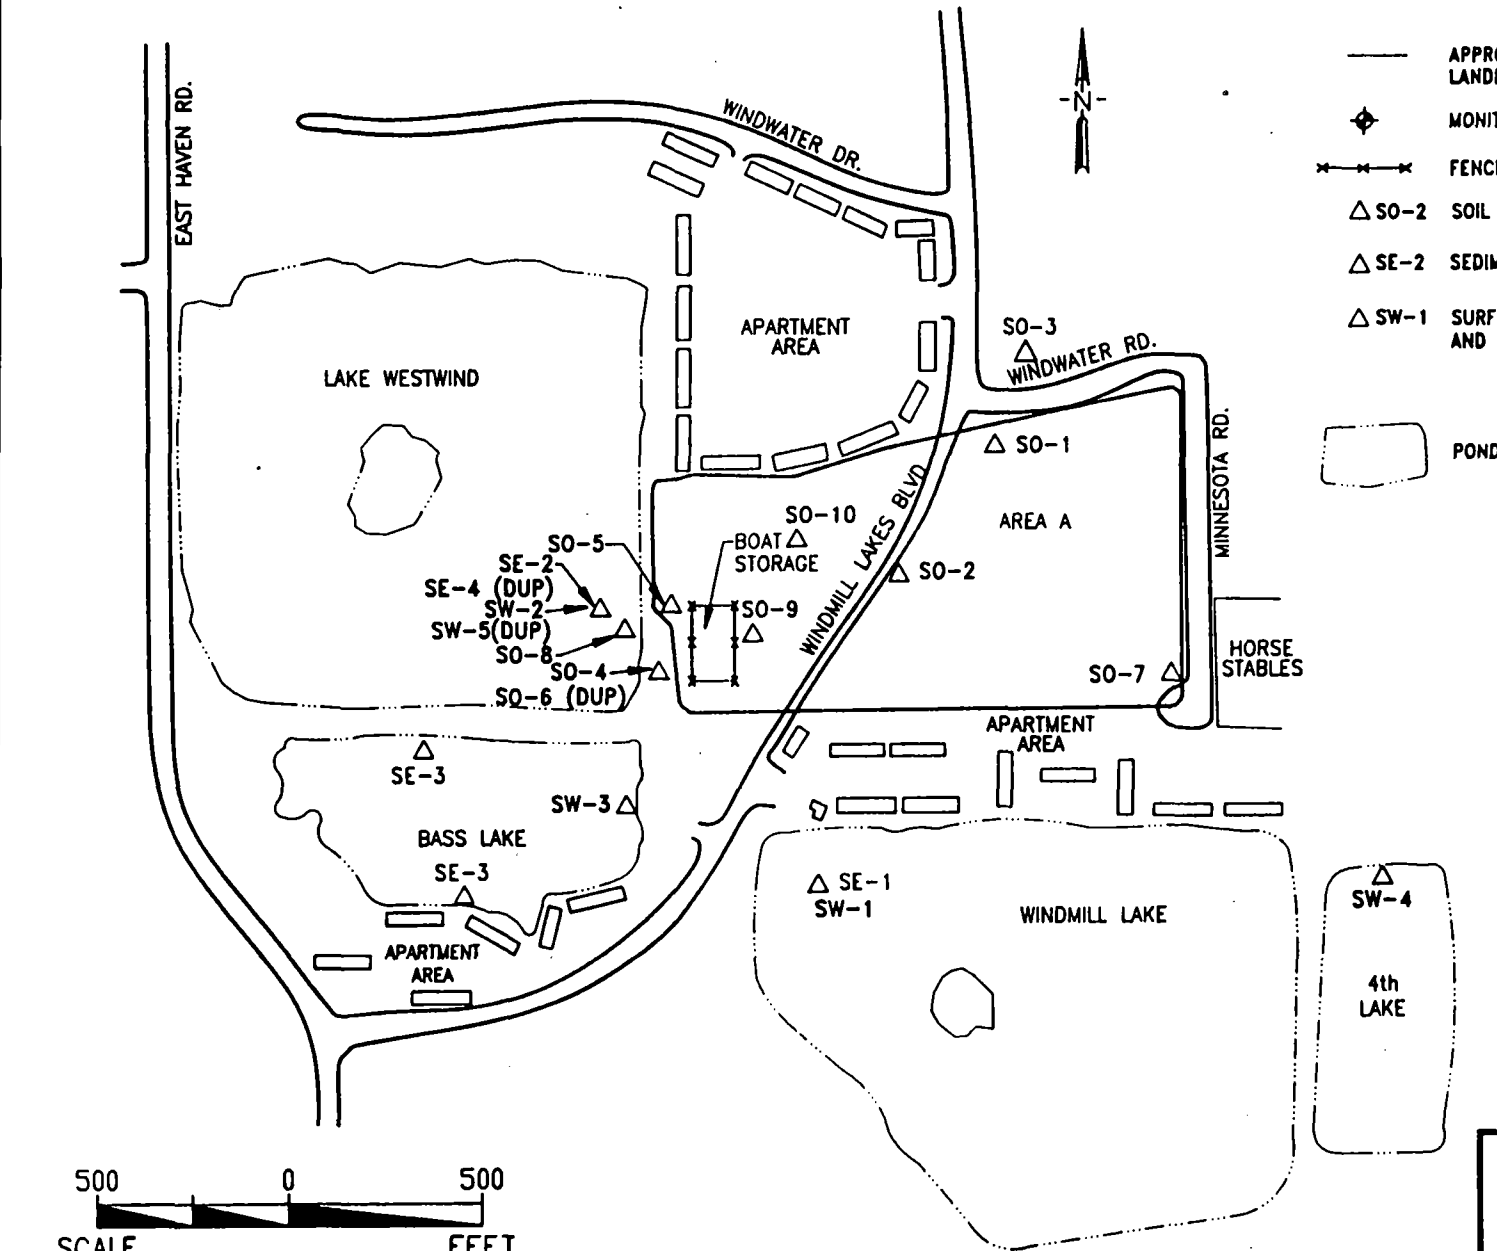 EAST HAVEN RD.
WINDWATER DR.
-N-
APPR
LAND
MONIT
FENC
SO-2 SOIL
SE-2 SEDIM
SW-1 SURF
AND
POND
APARTMENT
AREA
LAKE WESTWIND
SO-3
WINDWATER RD.
SO-1
MINNESOTA RD.
AREA A
SO-10
BOAT
STORAGE
WINDMILL LAKES BLVD
SO-2
SO-5
SE-2
SE-4 (DUP)
SW-2
SW-5(DUP)
SO-8
SO-4
SO-6 (DUP)
SO-9
SO-7
HORSE
STABLES
APARTMENT
AREA
SE-3
SW-3
BASS LAKE
SE-3
APARTMENT
AREA
SE-1
SW-1
WINDMILL LAKE
SW-4
4th
LAKE
500 0 500
SCALE FEET